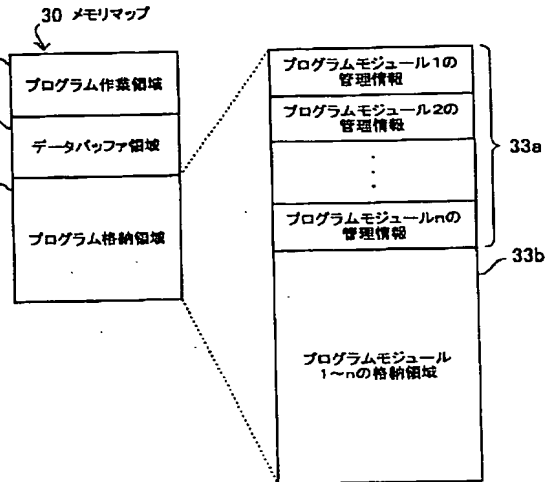 30 メモリマップ
プログラム作業領域
データバッファ領域
プログラム格納領域
プログラムモジュール1の
管理情報
プログラムモジュール2の
管理情報
・
・
・
プログラムモジュールnの
管理情報
33a
33b
プログラムモジュール
1～nの格納領域